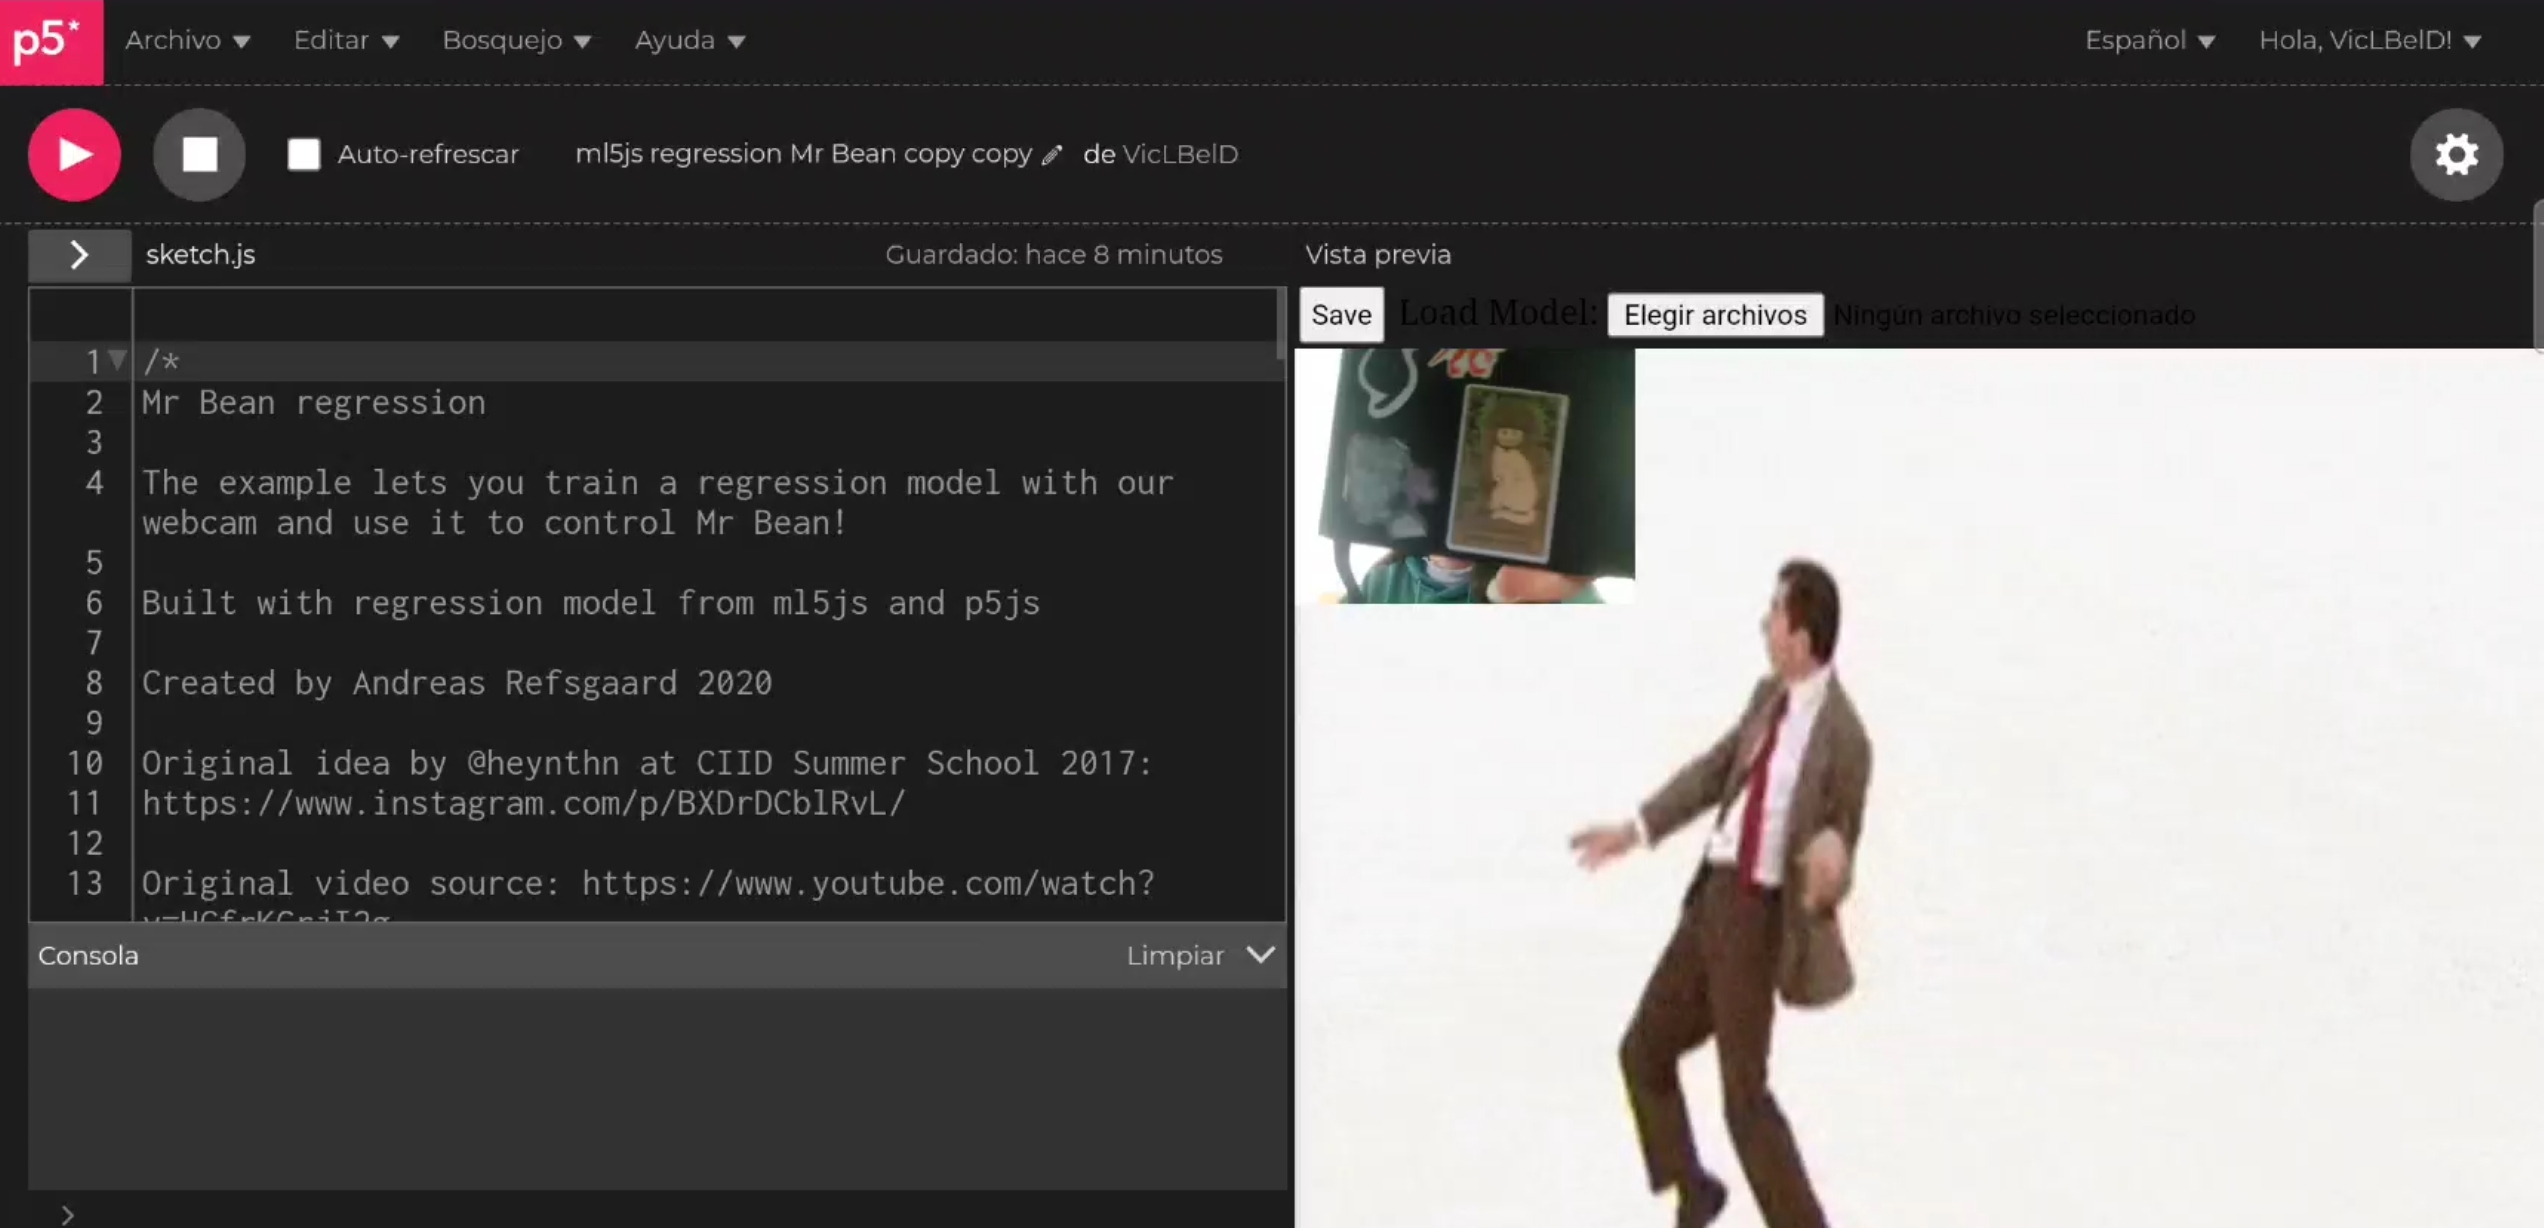 p5*
Archivo Editar Bosquejo Ayuda Español Hola, VicLBelD!
Auto-refrescar ml5js regression Mr Bean copy copy de VicLBelD
sketch.js Guardado: hace 8 minutos Vista previa
Save Load Model: Elegir archivos Ningún archivo seleccionado
1 /*
2 Mr Bean regression
3
4 The example lets you train a regression model with our
webcam and use it to control Mr Bean!
5
6 Built with regression model from ml5js and p5js
7
8 Created by Andreas Refsgaard 2020
9
10 Original idea by @heynthn at CIID Summer School 2017:
11 https://www.instagram.com/p/BXDrDCblRvL/
12
13 Original video source: https://www.youtube.com/watch?
Consola Limpiar
>